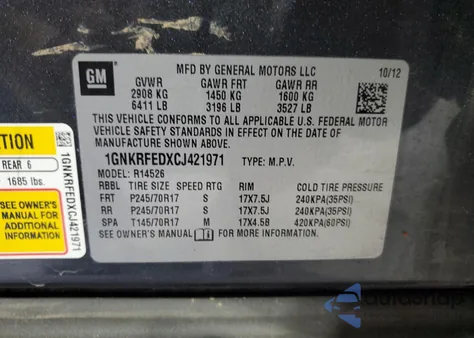 GM
MFD BY GENERAL MOTORS LLC 10/12
GVWR GAWR FRT GAWR RR
2908 KG 1450 KG 1600 KG
6411 LB 3196 LB 3527 LB
THIS VEHICLE CONFORMS TO ALL APPLICABLE U.S. FEDERAL MOTOR
VEHICLE SAFETY, BUMPER, AND THEFT PREVENTION
STANDARDS IN EFFECT ON THE DATE OF
MANUFACTURE SHOWN ABOVE.
1GNKRFEDXCJ421971 TYPE: M.P.V.
MODEL: R14526
RBBL TIRE SIZE SPEED RTG RIM COLD TIRE PRESSURE
FRT P245/70R17 S 17X7.5J 240KPA(35PSI)
RR P245/70R17 S 17X7.5J 240KPA(35PSI)
SPA T145/70R17 M 17X4.5B 420KPA(60PSI)
SEE OWNER'S MANUAL FOR MORE INFORMATION.
REAR 6
1685 lbs.
SEE OWNER'S
MANUAL FOR
ADDITIONAL
INFORMATION
1GNKRFEDXCJ421971
autosnap